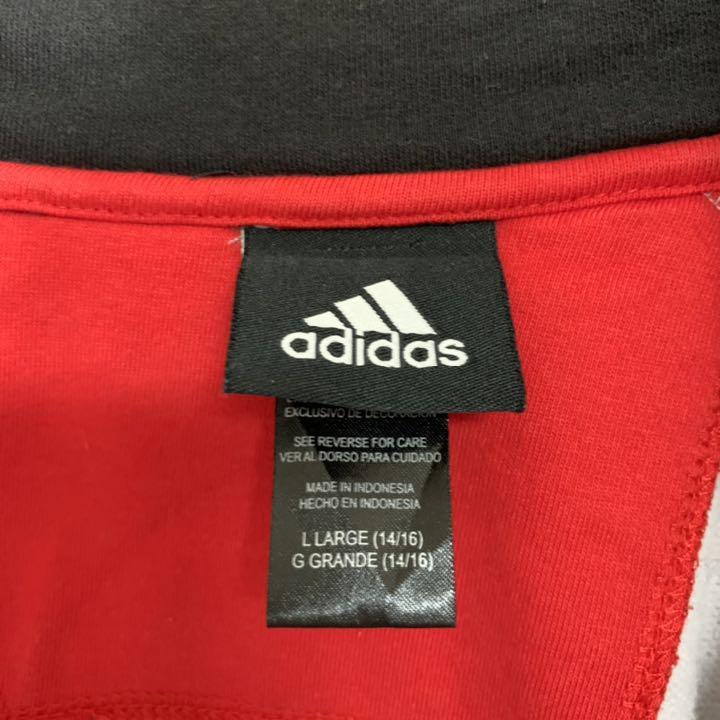 adidas
EXCLUSIVO DE DECORACION
SEE REVERSE FOR CARE
VER AL DORSO PARA CUIDADO
MADE IN INDONESIA
HECHO EN INDONESIA
L LARGE (14/16)
G GRANDE (14/16)